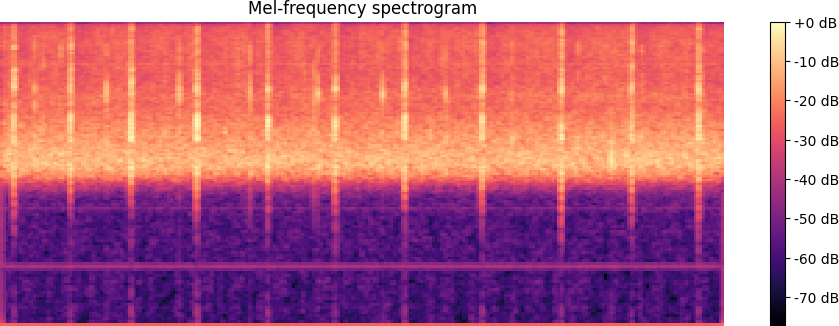 Mel-frequency spectrogram
+0 dB
-10 dB
-20 dB
-30 dB
-40 dB
-50 dB
-60 dB
-70 dB